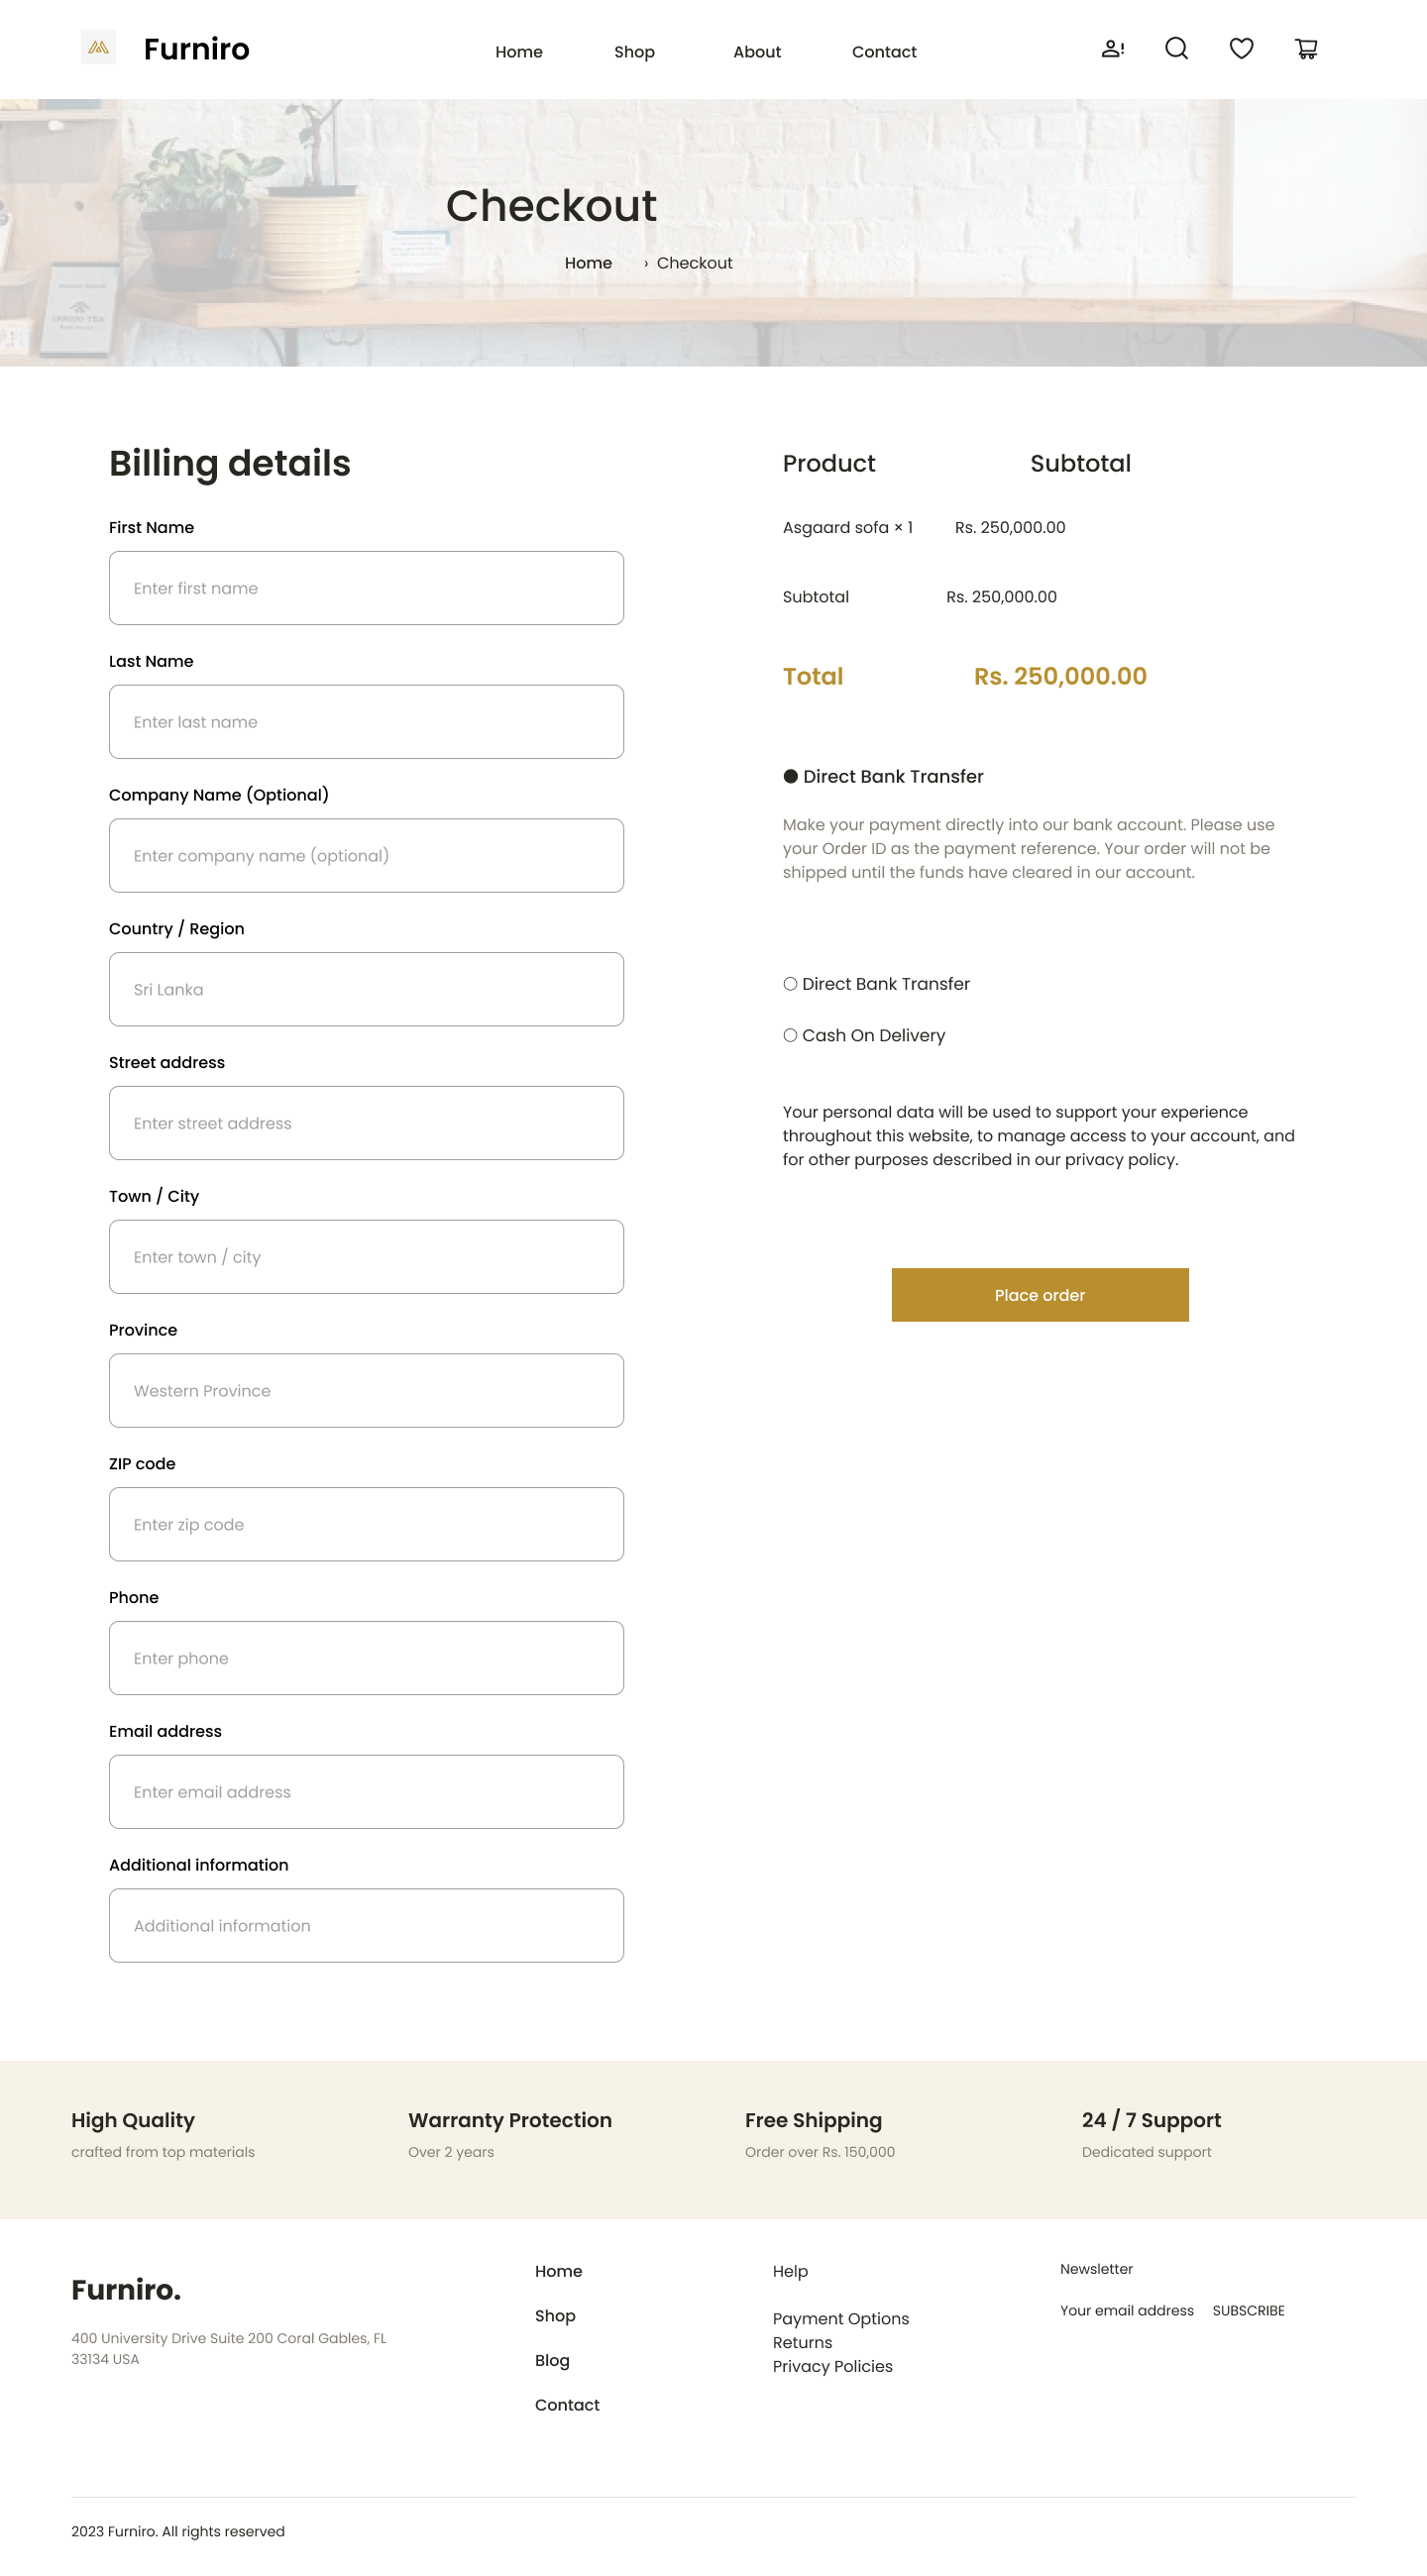 Furniro
Home Shop About Contact
Checkout
Home › Checkout
Billing details
First Name
Enter first name
Last Name
Enter last name
Company Name (Optional)
Enter company name (optional)
Country / Region
Sri Lanka
Street address
Enter street address
Town / City
Enter town / city
Province
Western Province
ZIP code
Enter zip code
Phone
Enter phone
Email address
Enter email address
Additional information
Additional information
Product Subtotal
Asgaard sofa × 1 Rs. 250,000.00
Subtotal Rs. 250,000.00
Total Rs. 250,000.00
● Direct Bank Transfer
Make your payment directly into our bank account. Please use
your Order ID as the payment reference. Your order will not be
shipped until the funds have cleared in our account.
○ Direct Bank Transfer
○ Cash On Delivery
Your personal data will be used to support your experience
throughout this website, to manage access to your account, and
for other purposes described in our privacy policy.
Place order
High Quality
crafted from top materials
Warranty Protection
Over 2 years
Free Shipping
Order over Rs. 150,000
24 / 7 Support
Dedicated support
Furniro.
400 University Drive Suite 200 Coral Gables, FL
33134 USA
Home
Shop
Blog
Contact
Help
Payment Options
Returns
Privacy Policies
Newsletter
Your email address SUBSCRIBE
2023 Furniro. All rights reserved